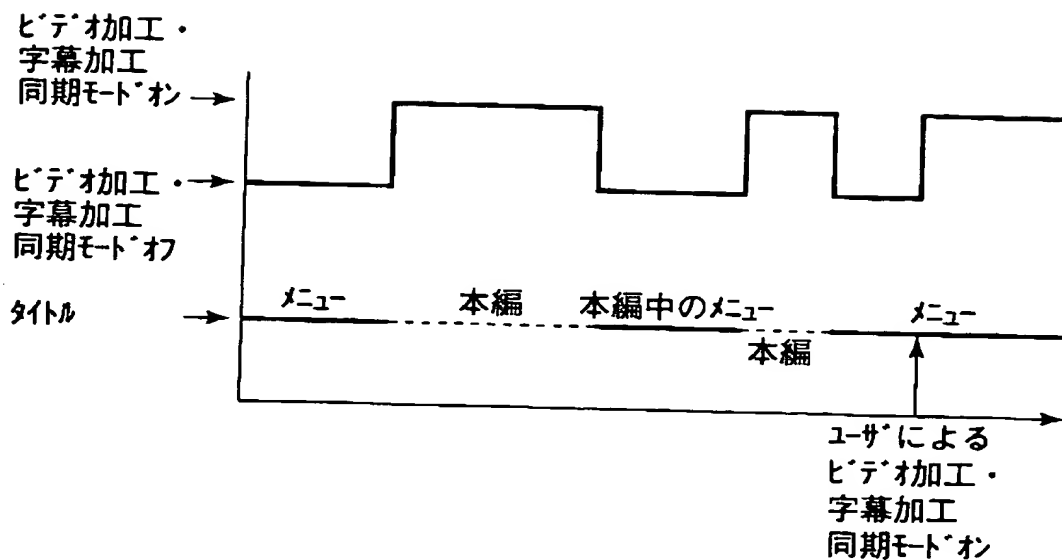 ﾋﾞﾃﾞｵ加工・
字幕加工
同期ﾓｰﾄﾞｵﾝ
ﾋﾞﾃﾞｵ加工・
字幕加工
同期ﾓｰﾄﾞｵﾌ
ﾀｲﾄﾙ
ﾒﾆｭｰ
本編
本編中のﾒﾆｭｰ
本編
ﾒﾆｭｰ
ﾕｰｻﾞによる
ﾋﾞﾃﾞｵ加工・
字幕加工
同期ﾓｰﾄﾞｵﾝ